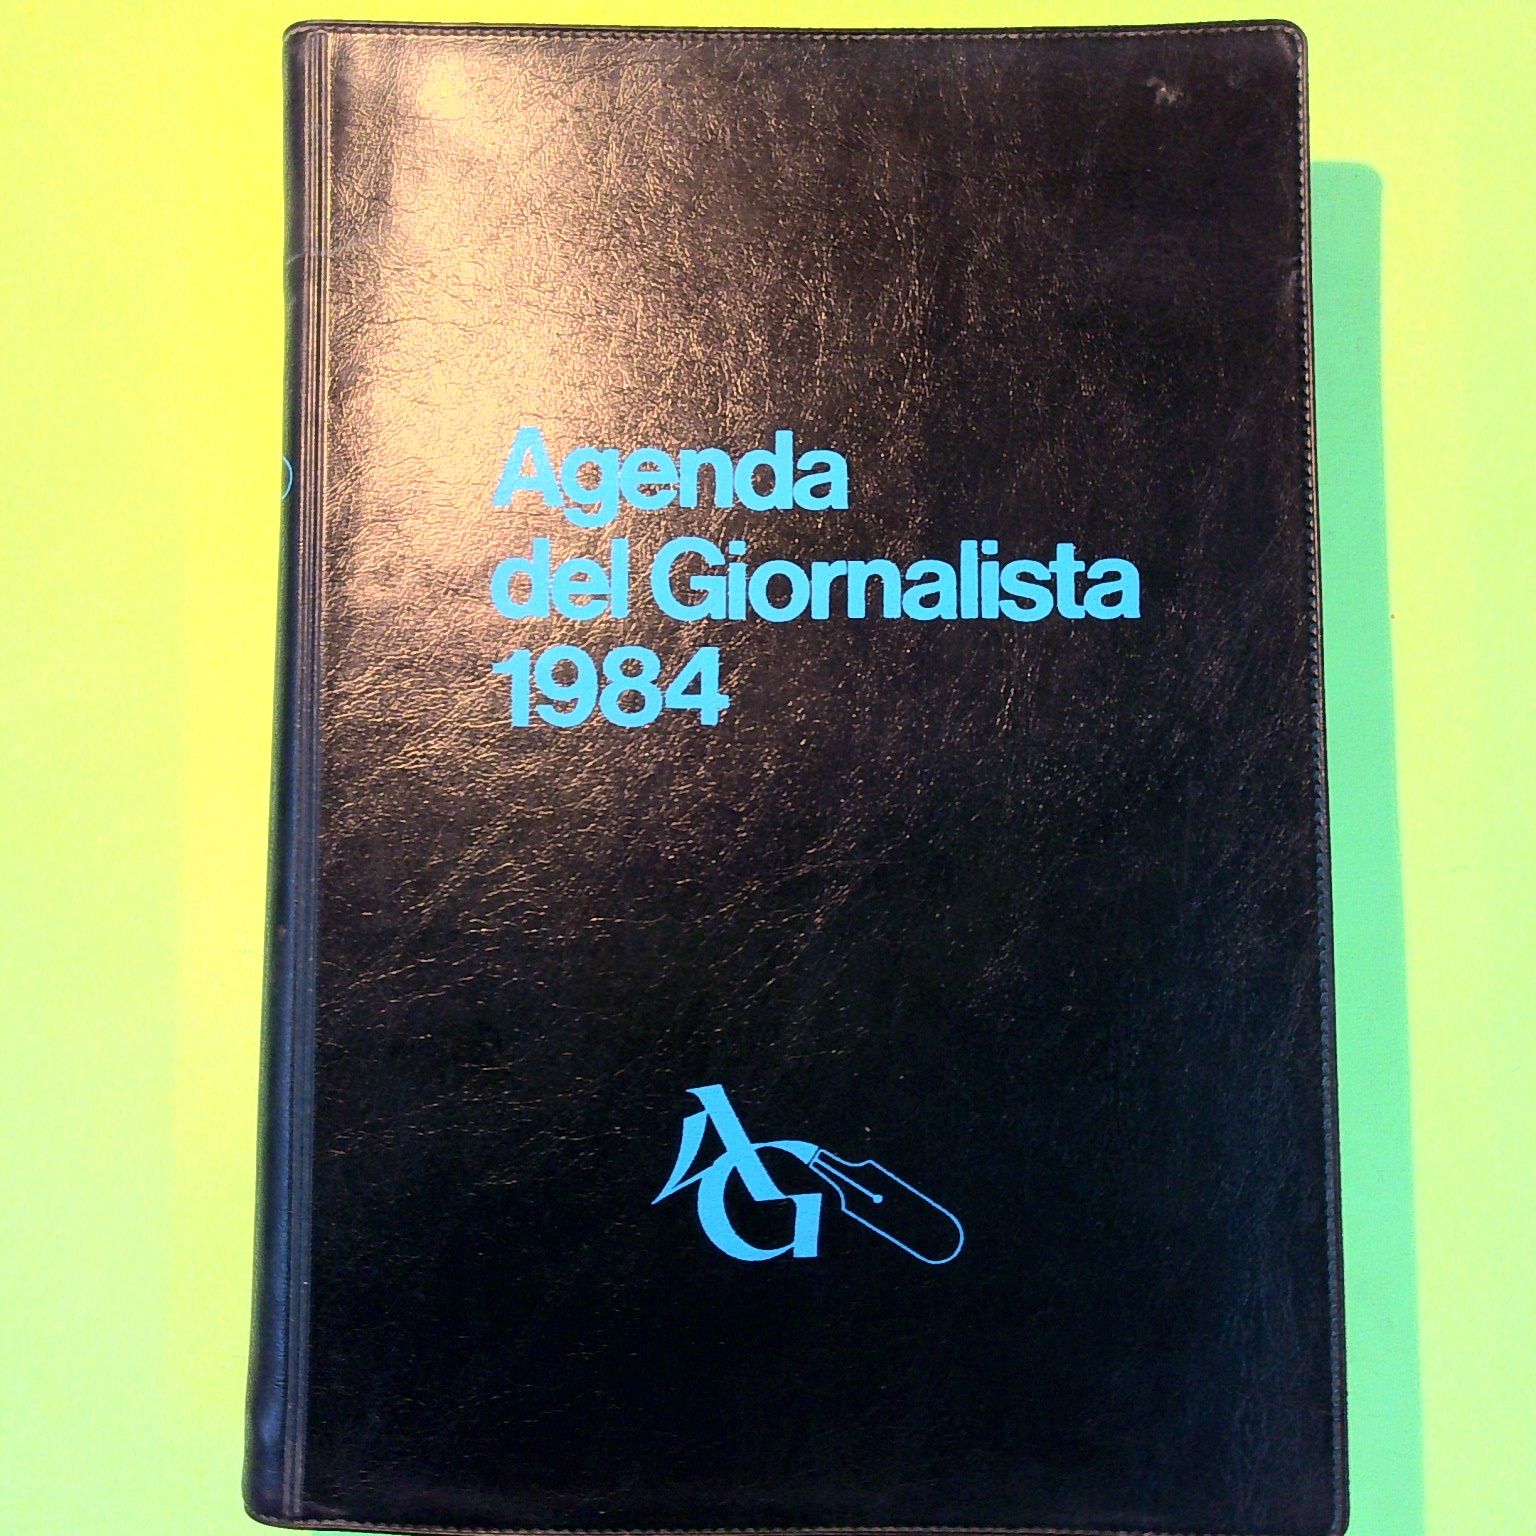 Agenda
del Giornalista
1984
AG